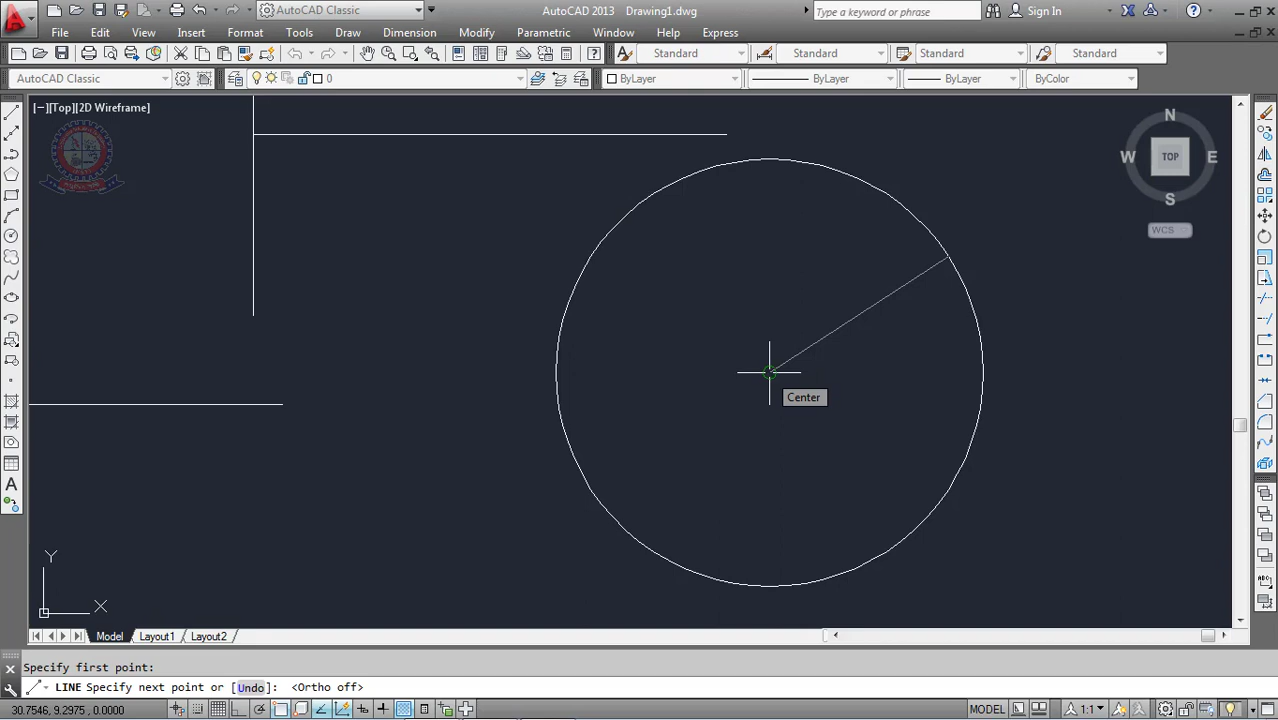 AutoCAD Classic
AutoCAD 2013 Drawing1.dwg
Type a keyword or phrase
Sign In
File Edit View Insert Format Tools Draw Dimension Modify Parametric Window Help Express
Standard Standard Standard Standard
AutoCAD Classic 0 ByLayer ByLayer ByLayer ByColor
[−][Top][2D Wireframe]
N
W TOP E
S
WCS
Center
Y
X
Model Layout1 Layout2
Specify first point:
LINE Specify next point or [Undo]: <Ortho off>
30.7546, 9.2975, 0.0000 MODEL 1:1